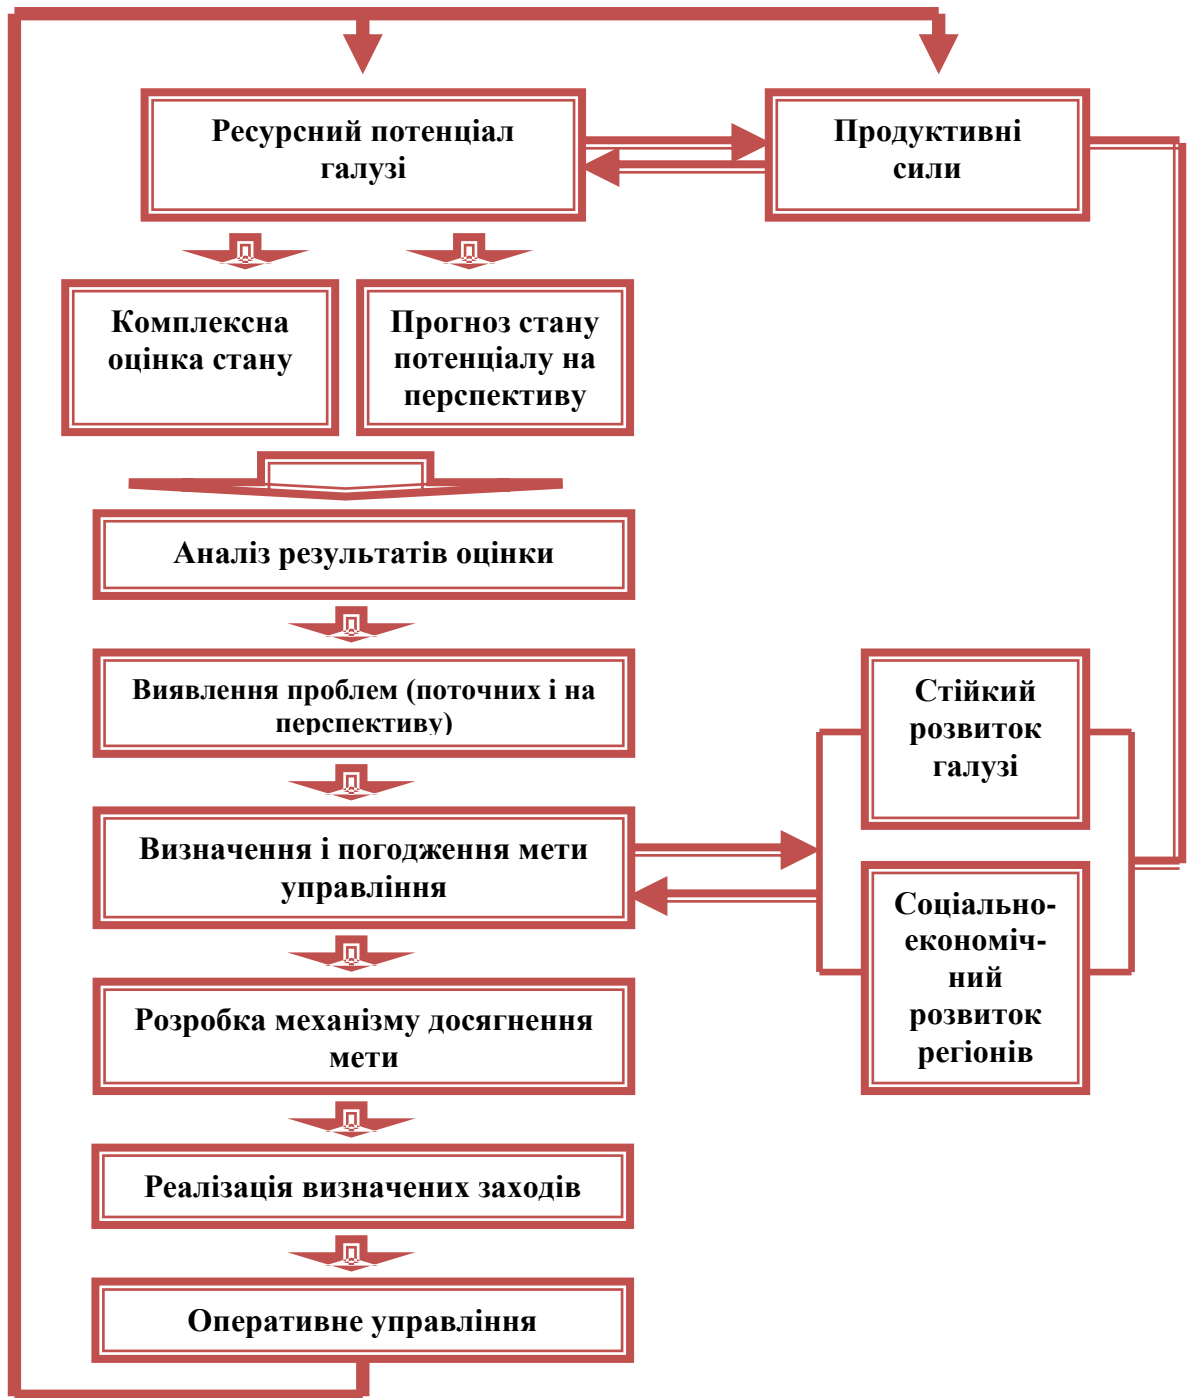 Ресурсний потенціал
галузі
Продуктивні
сили
Комплексна
оцінка стану
Прогноз стану
потенціалу на
перспективу
Аналіз результатів оцінки
Виявлення проблем (поточних і на
перспективу)
Стійкий
розвиток
галузі
Визначення і погодження мети
управління
Соціально-
економіч-
ний
розвиток
регіонів
Розробка механізму досягнення
мети
Реалізація визначених заходів
Оперативне управління